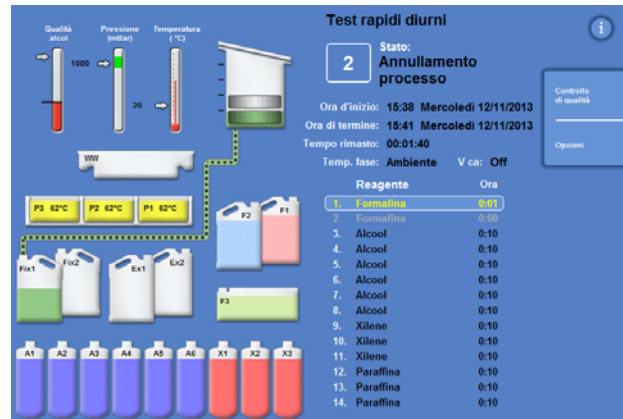 Qualità alcol
Pressione (mBar)
Temperatura (°C)
1000
20
WW
P3 62°C
P2 62°C
P1 62°C
F2
F1
Fix1
Fix2
Ex1
Ex2
F3
A1
A2
A3
A4
A5
A6
X1
X2
X3
Test rapidi diurni
i
2
Stato:
Annullamento
processo
Ora d'inizio: 15:38 Mercoledì 12/11/2013
Ora di termine: 15:41 Mercoledì 12/11/2013
Tempo rimasto: 00:01:40
Temp. fase: Ambiente V ca: Off
Reagente Ora
1. Formalina 0:01
2. Formalina 0:00
3. Alcool 0:10
4. Alcool 0:10
5. Alcool 0:10
6. Alcool 0:10
7. Alcool 0:10
8. Alcool 0:10
9. Xilene 0:10
10. Xilene 0:10
11. Xilene 0:10
12. Paraffina 0:10
13. Paraffina 0:10
14. Paraffina 0:10
Controllo
di qualità
Opzioni